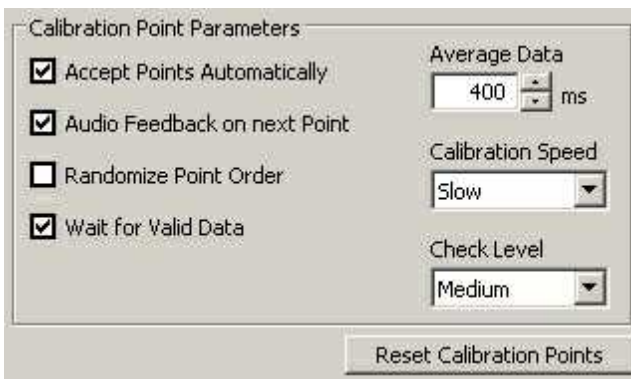 Calibration Point Parameters
Accept Points Automatically
Audio Feedback on next Point
Randomize Point Order
Wait for Valid Data
Average Data
400 ms
Calibration Speed
Slow
Check Level
Medium
Reset Calibration Points